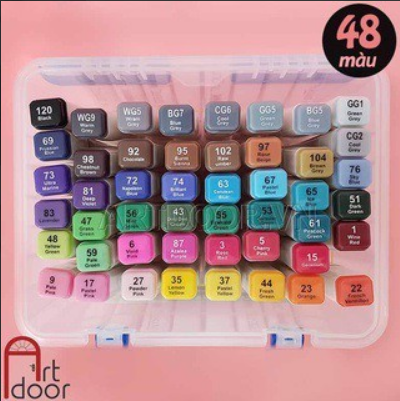 48
màu
120
Black
WG9
Warm
Grey
WG5
Warm
Grey
BG7
Blue
Grey
CG6
Cool
Grey
GG5
Green
Grey
BG5
Blue
Grey
GG1
Green
Grey
69
Prussian
Blue
98
Chestnut
Brown
92
Chocolate
95
Burnt
Sienna
102
Raw
umber
97
Rose
Beige
104
Brown
Grey
CG2
Cool
Grey
73
Ultra
Marine
81
Deep
Violet
72
Napoleon
Blue
74
Brilliant
Blue
63
Cerulean
Blue
67
Pastel
Blue
65
Ice
Blue
76
Sky
Blue
83
Lavender
47
Grass
Green
56
Mint
Green
43
55
Emerald
Green
53
61
Peacock
Green
51
Dark
Green
48
Yellow
Green
59
Pale
Green
6
Vivid
Pink
87
Azalea
Purple
3
Rose
Red
5
Cherry
Pink
15
Geranium
1
Wine
Red
9
Pale
Pink
17
Pastel
Pink
27
Powder
Pink
35
Lemon
Yellow
37
Pastel
Yellow
44
Fresh
Green
23
Orange
22
French
Vermilion
Art
door